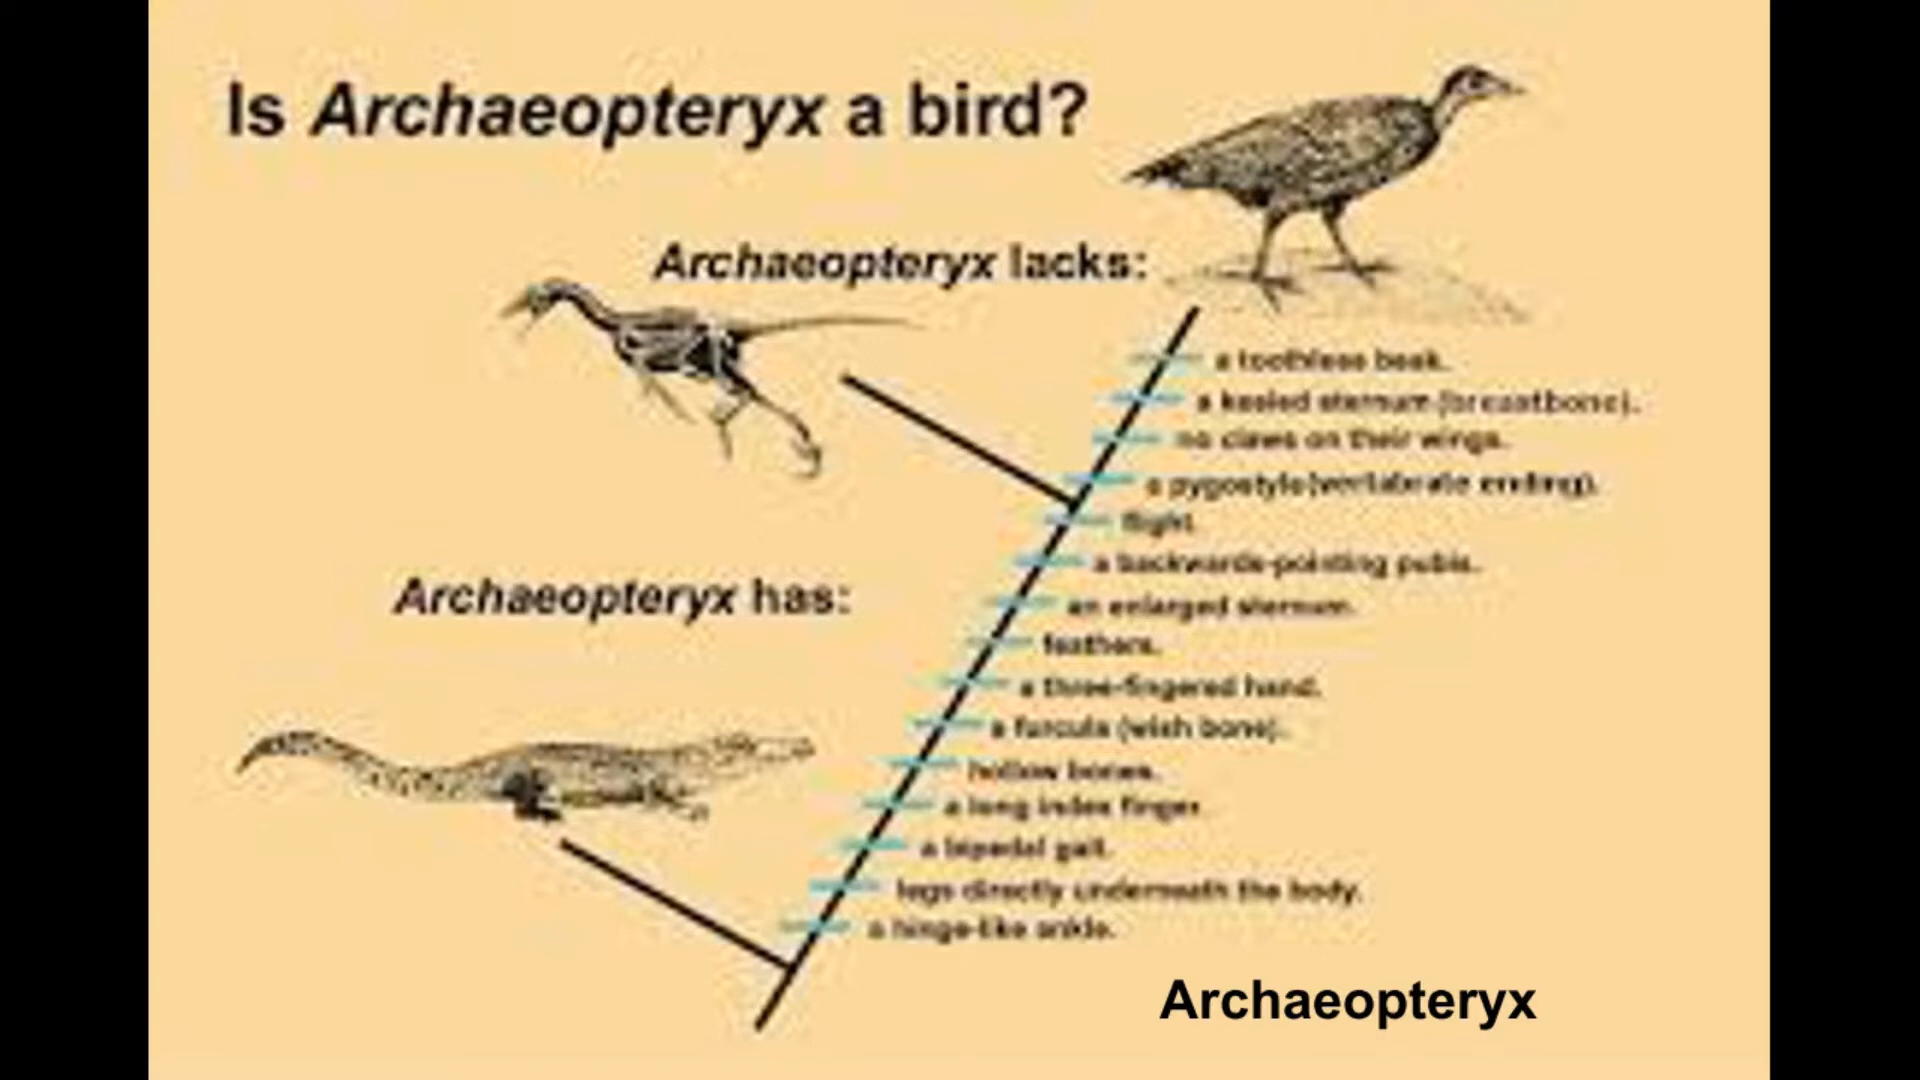 Is Archaeopteryx a bird?
Archaeopteryx lacks:
a toothless beak.
a keeled sternum (breastbone).
no claws on their wings.
a pygostyle (vertabrate ending).
flight.
a backwards-pointing pubis.
an enlarged sternum.
feathers.
a three-fingered hand.
a furcula (wish bone).
Archaeopteryx has:
hollow bones.
a long index finger.
a bipedal gait.
legs directly underneath the body.
a hinge-like ankle.
Archaeopteryx